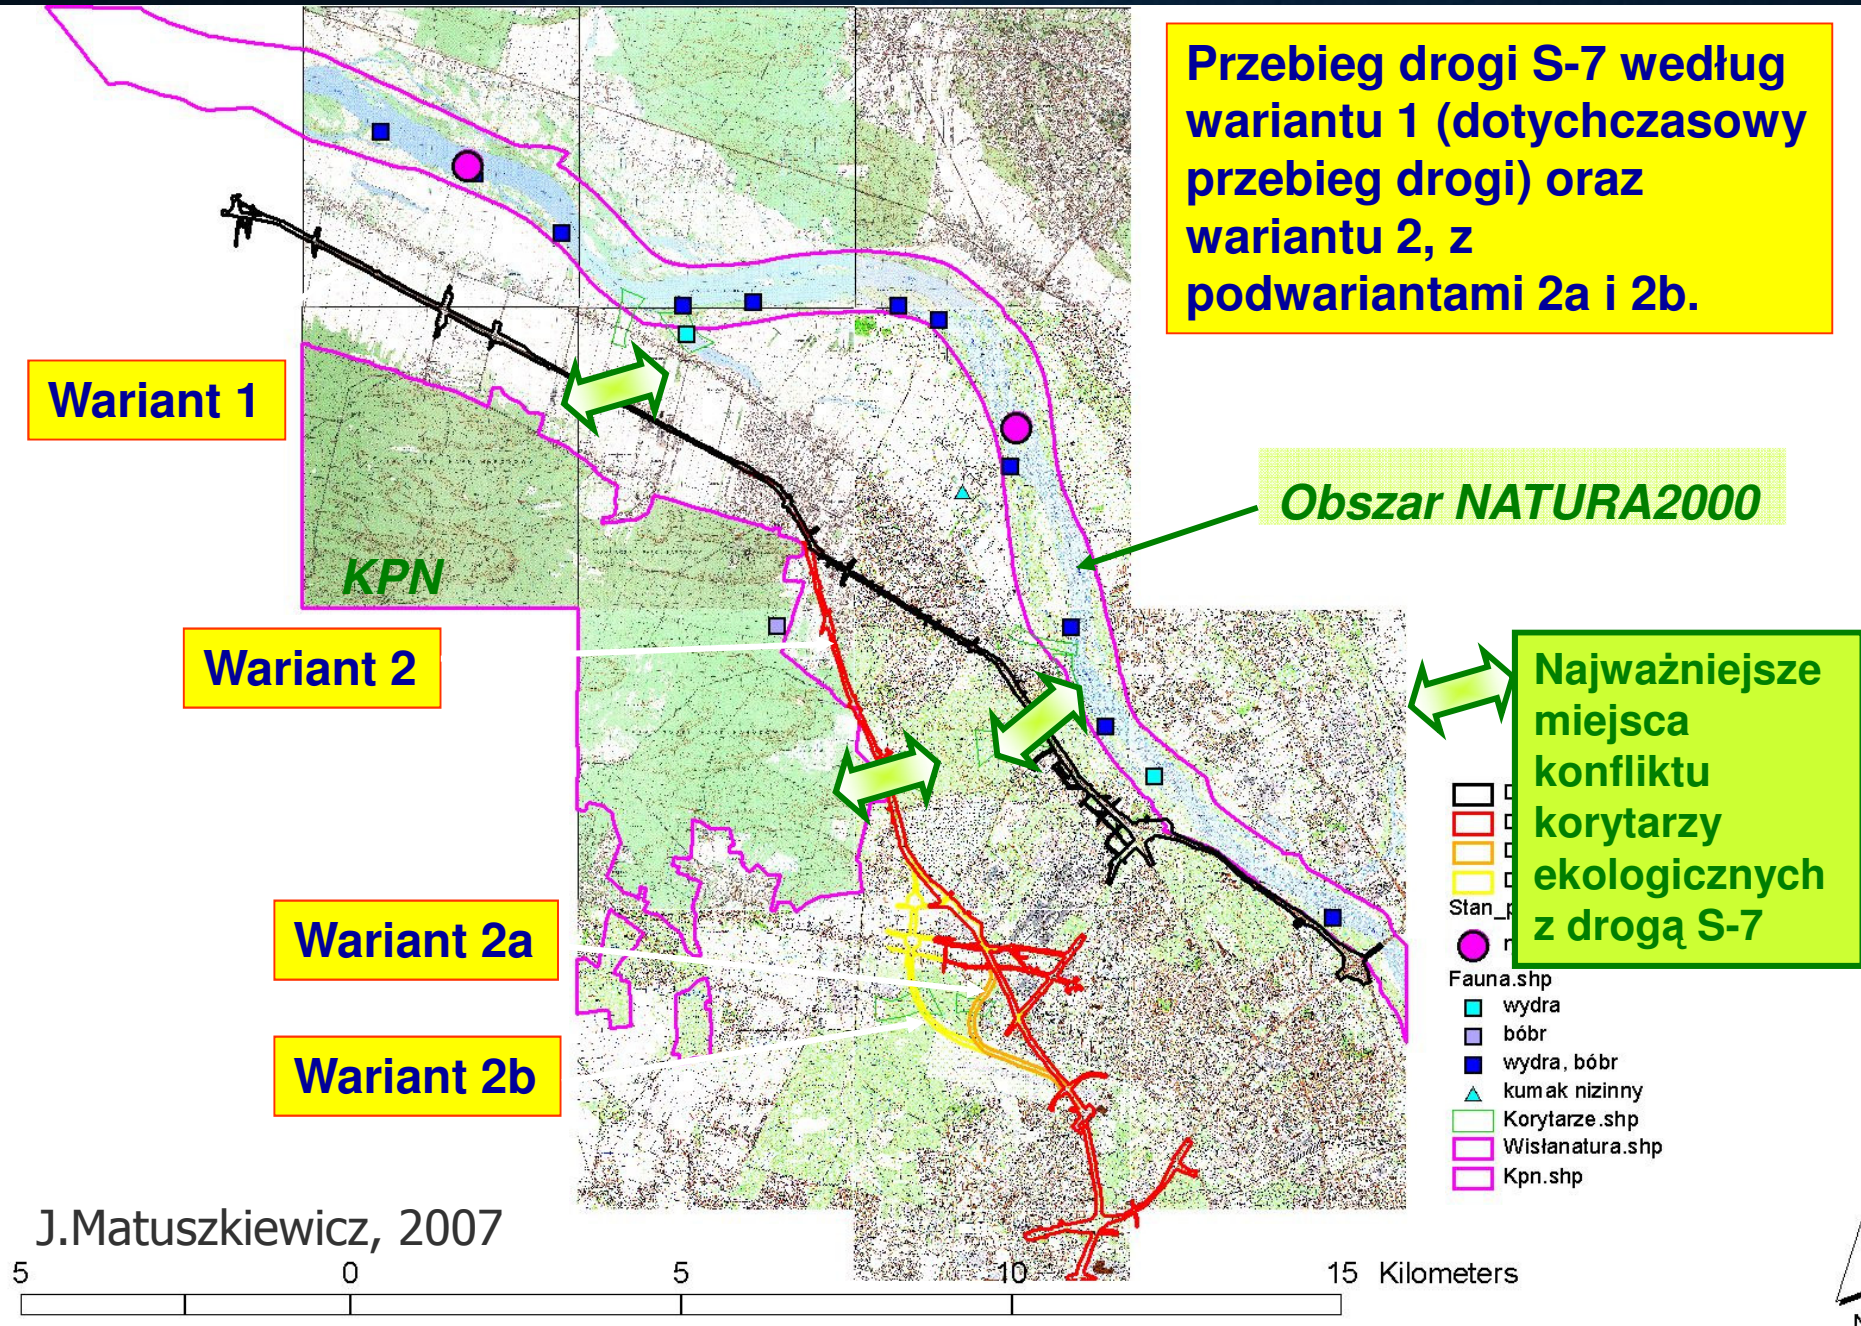 Przebieg drogi S-7 według
wariantu 1 (dotychczasowy
przebieg drogi) oraz
wariantu 2, z
podwariantami 2a i 2b.
Wariant 1
Obszar NATURA2000
KPN
Wariant 2
Najważniejsze
miejsca
konfliktu
korytarzy
ekologicznych
z drogą S-7
Wariant 2a
Wariant 2b
Fauna.shp
wydra
bóbr
wydra, bóbr
kumak nizinny
Korytarze.shp
Wisłanatura.shp
Kpn.shp
J.Matuszkiewicz, 2007
5 0 5 10 15 Kilometers